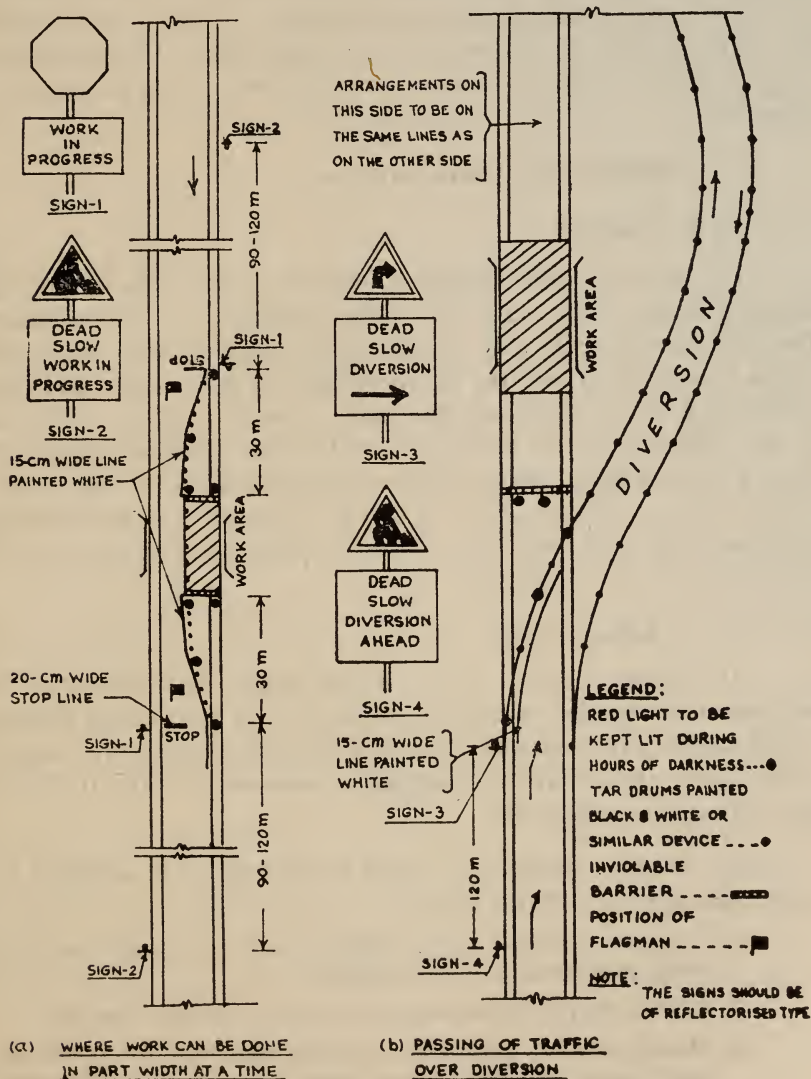 WORK
IN
PROGRESS
SIGN-1
DEAD
SLOW
WORK IN
PROGRESS
SIGN-2
15-Cm WIDE LINE
PAINTED WHITE
20-Cm WIDE
STOP LINE
SIGN-1
SIGN-2
SIGN-2
90-120m
STOP
SIGN-1
30m
WORK AREA
30m
STOP
90-120m
(a) WHERE WORK CAN BE DONE
IN PART WIDTH AT A TIME
ARRANGEMENTS ON
THIS SIDE TO BE ON
THE SAME LINES AS
ON THE OTHER SIDE
DEAD
SLOW
DIVERSION
SIGN-3
DEAD
SLOW
DIVERSION
AHEAD
SIGN-4
15-Cm WIDE
LINE PAINTED
WHITE
SIGN-3
120m
SIGN-4
WORK AREA
DIVERSION
(b) PASSING OF TRAFFIC
OVER DIVERSION
LEGEND:
RED LIGHT TO BE
KEPT LIT DURING
HOURS OF DARKNESS
TAR DRUMS PAINTED
BLACK & WHITE OR
SIMILAR DEVICE
INVIOLABLE
BARRIER
POSITION OF
FLAGMAN
NOTE:
THE SIGNS SHOULD BE
OF REFLECTORISED TYPE